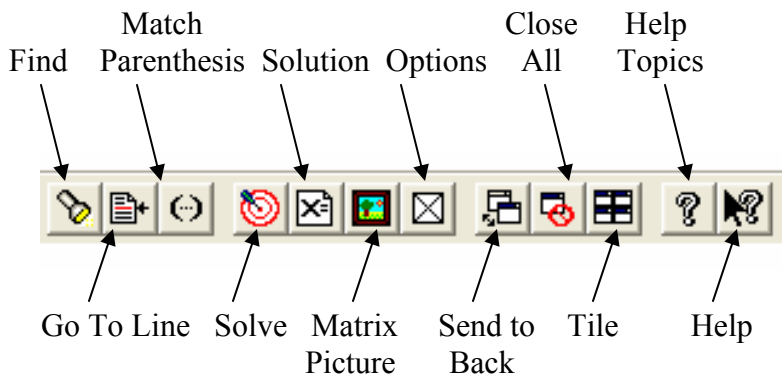 Match Close Help
Find Parenthesis Solution Options All Topics
X=
Go To Line Solve Matrix Send to Tile Help
Picture Back